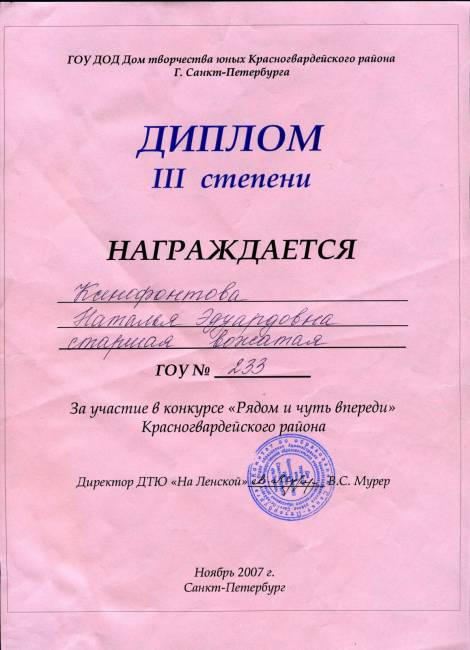 ГОУ ДОД Дом творчества юных Красногвардейского района
Г. Санкт-Петербурга
ДИПЛОМ
III степени
НАГРАЖДАЕТСЯ
Ксинофонтова
Наталья Эдуардовна
старшая вожатая
ГОУ № 233
За участие в конкурсе «Рядом и чуть впереди»
Красногвардейского района
Директор ДТЮ «На Ленской» В.С. Мурер
Ноябрь 2007 г.
Санкт-Петербург